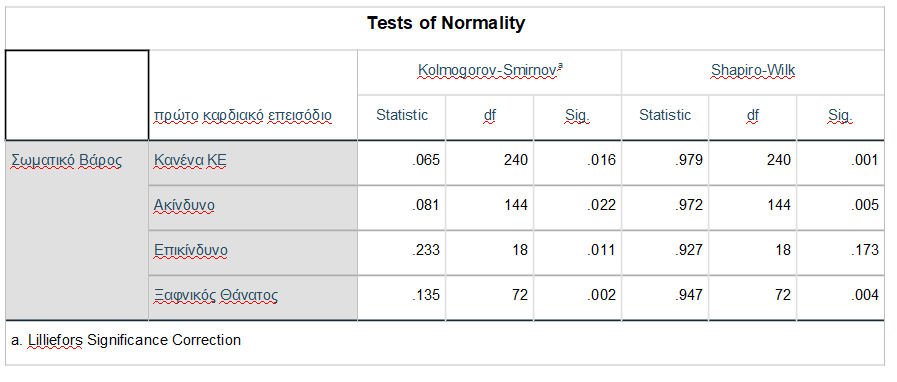 Tests of Normality
Kolmogorov-Smirnovᵃ Shapiro-Wilk
πρώτο καρδιακό επεισόδιο Statistic df Sig. Statistic df Sig.
Σωματικό Βάρος Κανένα ΚΕ .065 240 .016 .979 240 .001
Ακίνδυνο .081 144 .022 .972 144 .005
Επικίνδυνο .233 18 .011 .927 18 .173
Ξαφνικός Θάνατος .135 72 .002 .947 72 .004
a. Lilliefors Significance Correction